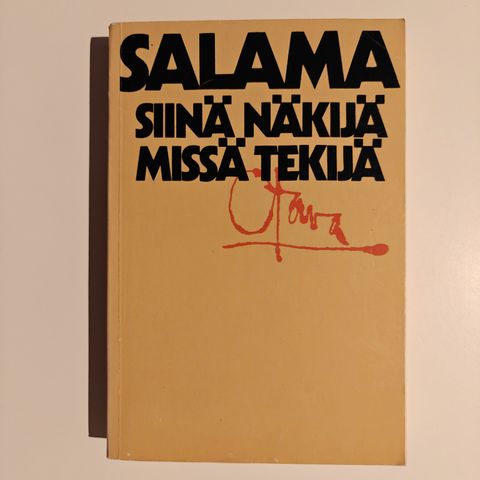 SALAMA
SIINÄ NÄKIJÄ
MISSÄ TEKIJÄ
Otava